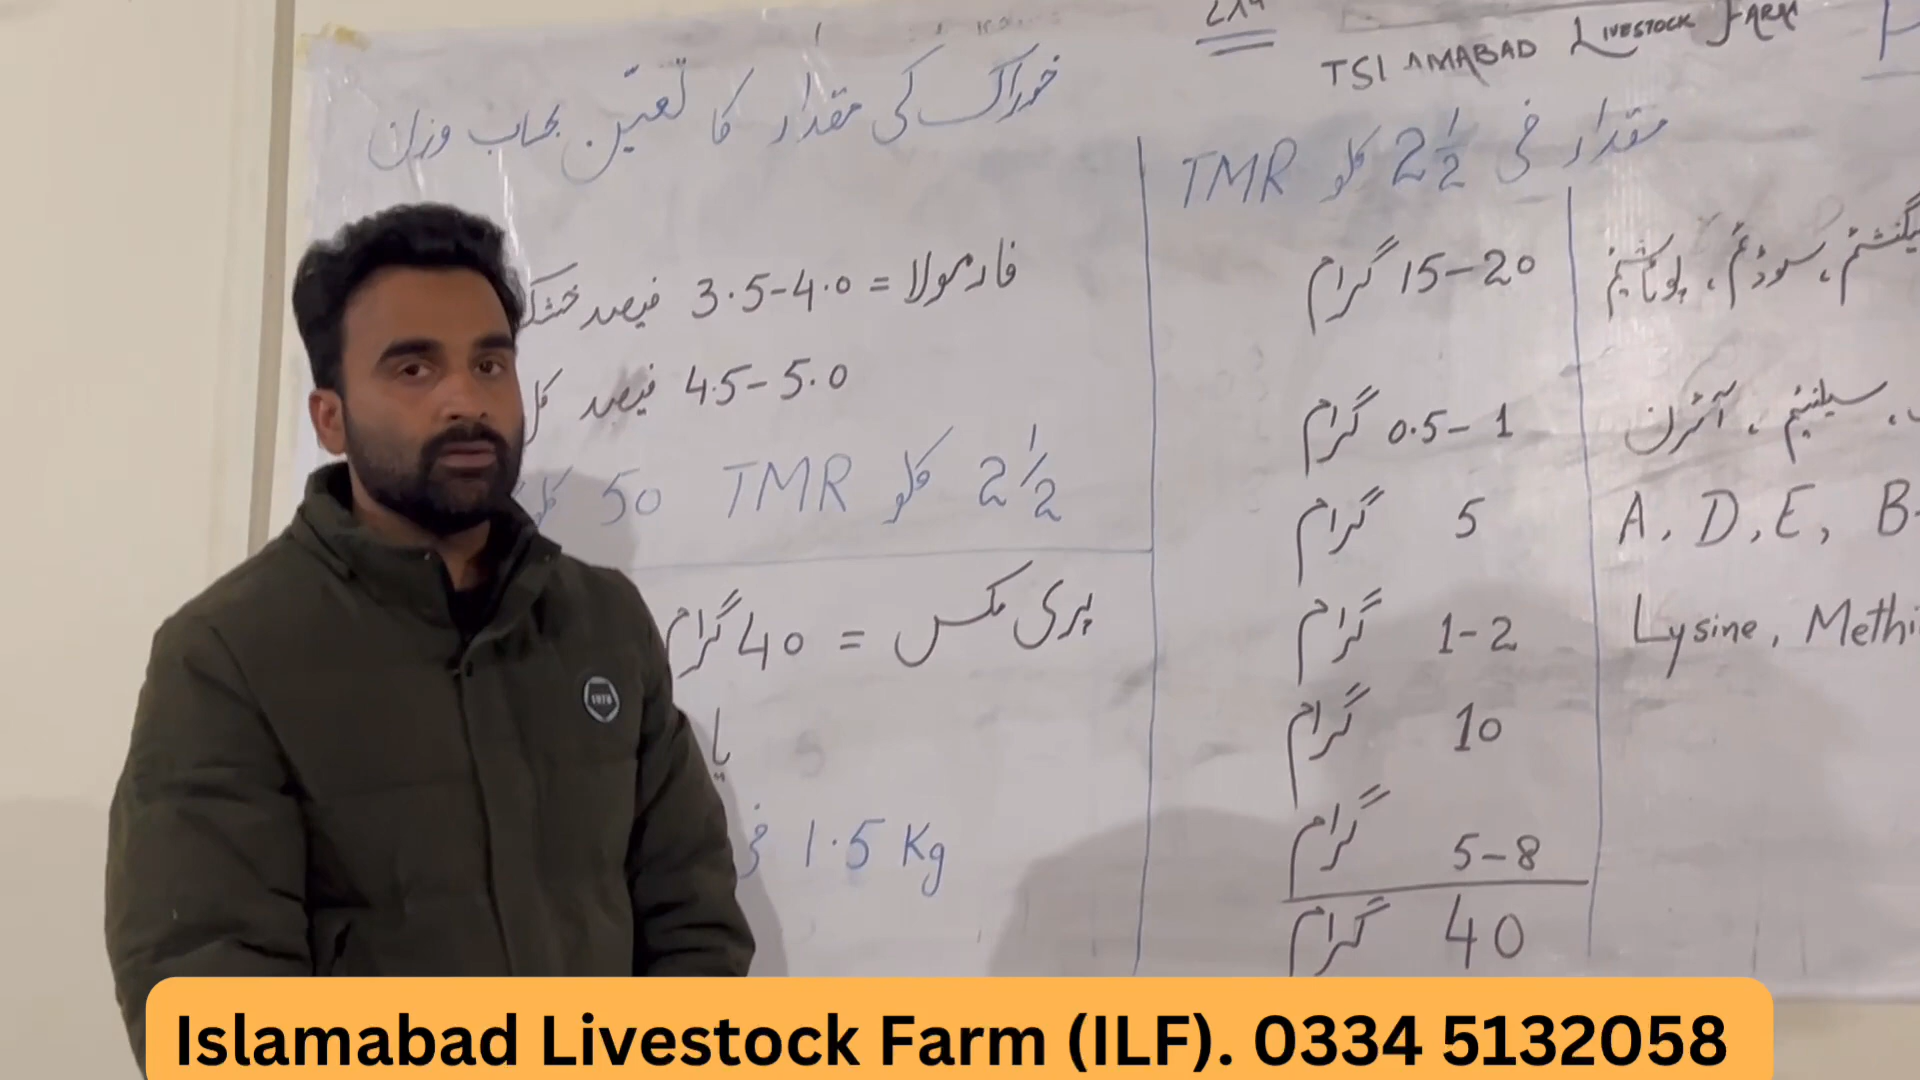 TSIAMABAD LIVESTOCK FARM
خوراک کی مقدار کا تعین بحساب وزن
فارمولا = 3.5-4.0 فیصد خشک
4.5-5.0 فیصد کل
2 1/2 کلو TMR 50
پری مکس = 40 گرام
یا
1.5 Kg فی
مقدار فی 2 1/2 کلو TMR
15-20 گرام
سوڈیم، پوٹاشیم
0.5-1 گرام
سیلینیم، آئرن
5 گرام
A, D, E, B-
1-2 گرام
Lysine, Methi
10 گرام
5-8 گرام
40 گرام
1978
Islamabad Livestock Farm (ILF). 0334 5132058